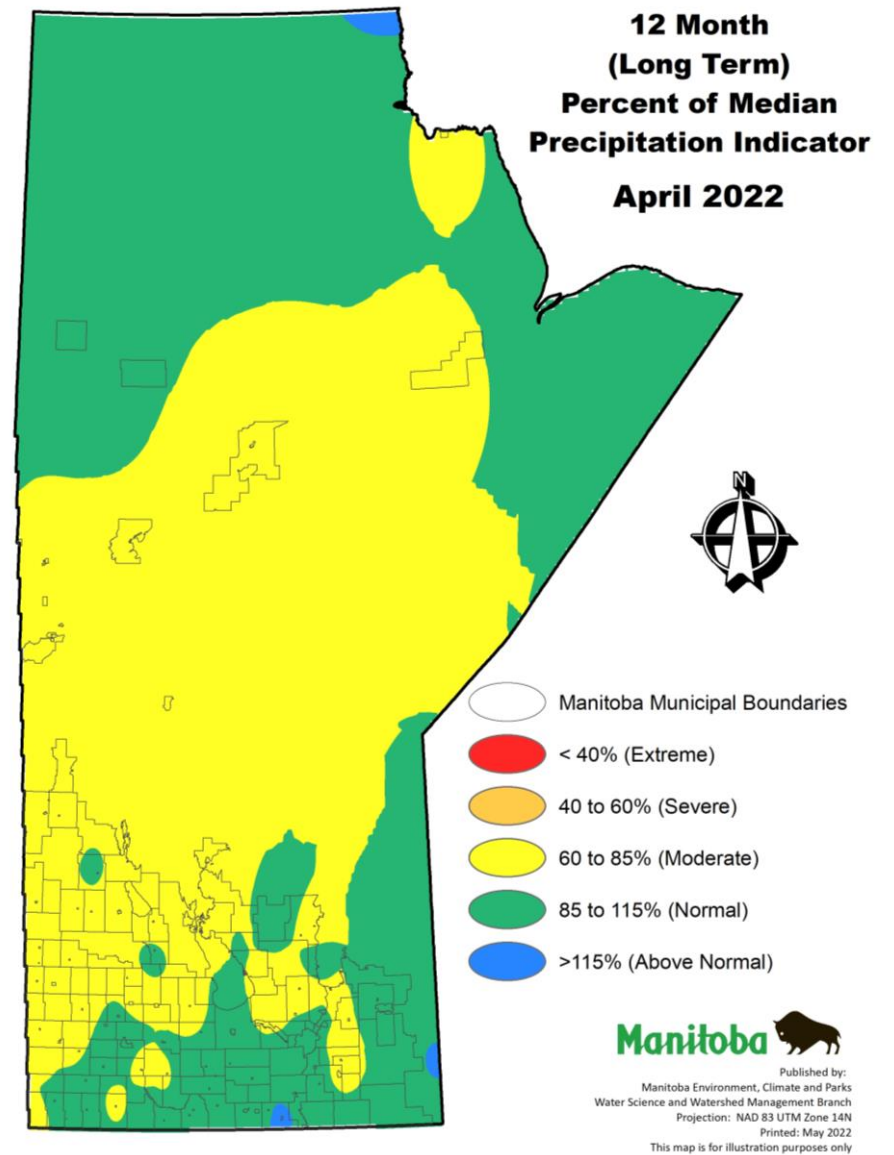 12 Month
(Long Term)
Percent of Median
Precipitation Indicator
April 2022
N
Manitoba Municipal Boundaries
< 40% (Extreme)
40 to 60% (Severe)
60 to 85% (Moderate)
85 to 115% (Normal)
>115% (Above Normal)
Manitoba
Published by:
Manitoba Environment, Climate and Parks
Water Science and Watershed Management Branch
Projection: NAD 83 UTM Zone 14N
Printed: May 2022
This map is for illustration purposes only